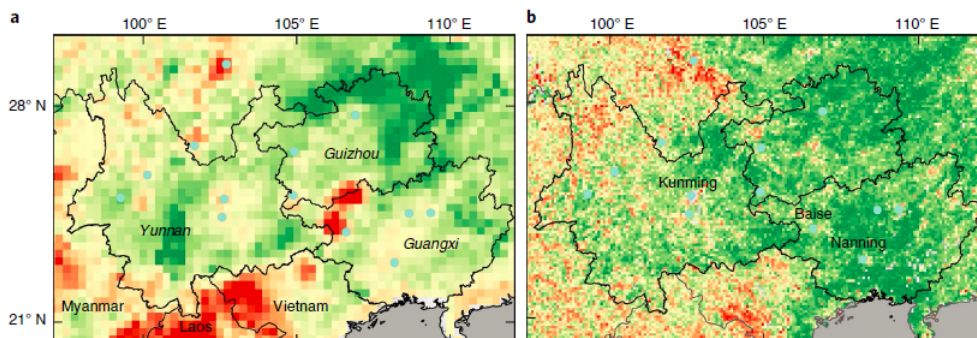 a
100° E
105° E
110° E
28° N
Guizhou
Yunnan
Guangxi
Myanmar
Vietnam
Laos
21° N
b
100° E
105° E
110° E
Kunming
Baise
Nanning